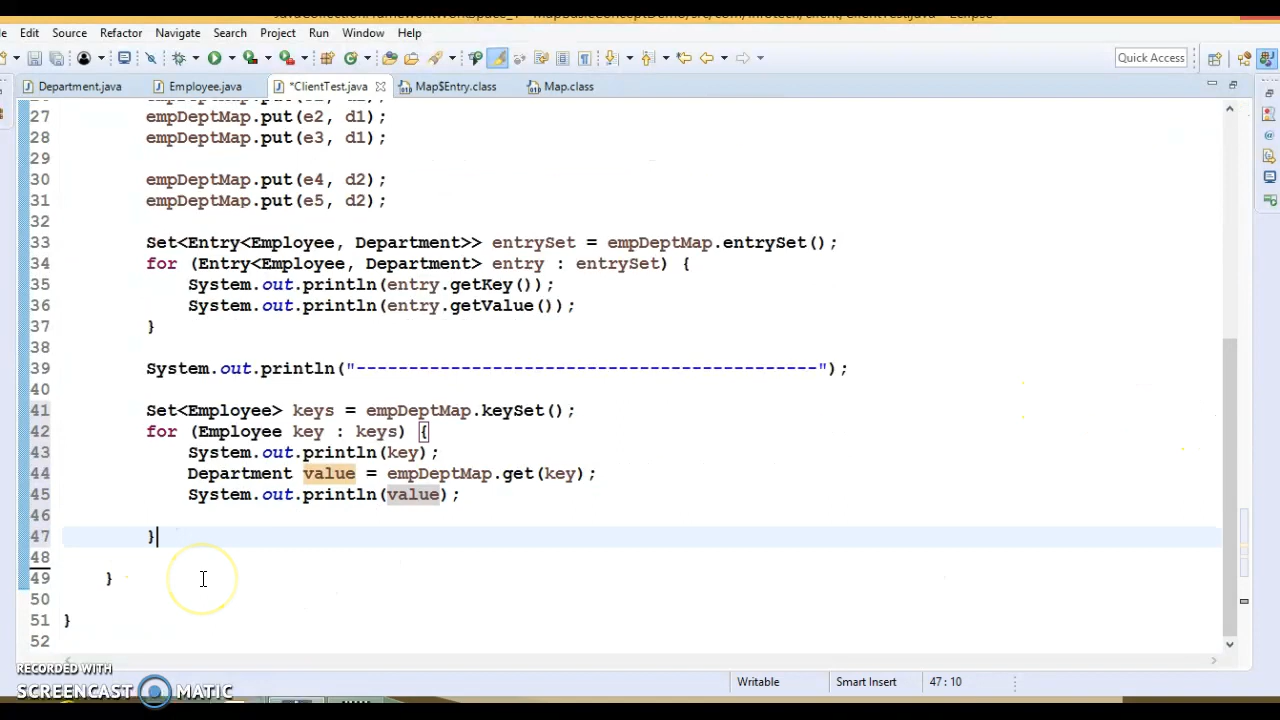 Edit Source Refactor Navigate Search Project Run Window Help
Quick Access
Department.java Employee.java *ClientTest.java Map$Entry.class Map.class
27 empDeptMap.put(e2, d1);
28 empDeptMap.put(e3, d1);
29
30 empDeptMap.put(e4, d2);
31 empDeptMap.put(e5, d2);
32
33 Set<Entry<Employee, Department>> entrySet = empDeptMap.entrySet();
34 for (Entry<Employee, Department> entry : entrySet) {
35 System.out.println(entry.getKey());
36 System.out.println(entry.getValue());
37 }
38
39 System.out.println("--------------------------------------------");
40
41 Set<Employee> keys = empDeptMap.keySet();
42 for (Employee key : keys) {
43 System.out.println(key);
44 Department value = empDeptMap.get(key);
45 System.out.println(value);
46
47 }
48
49 }
50
51 }
52
RECORDED WITH
SCREENCAST MATIC
Writable Smart Insert 47 : 10